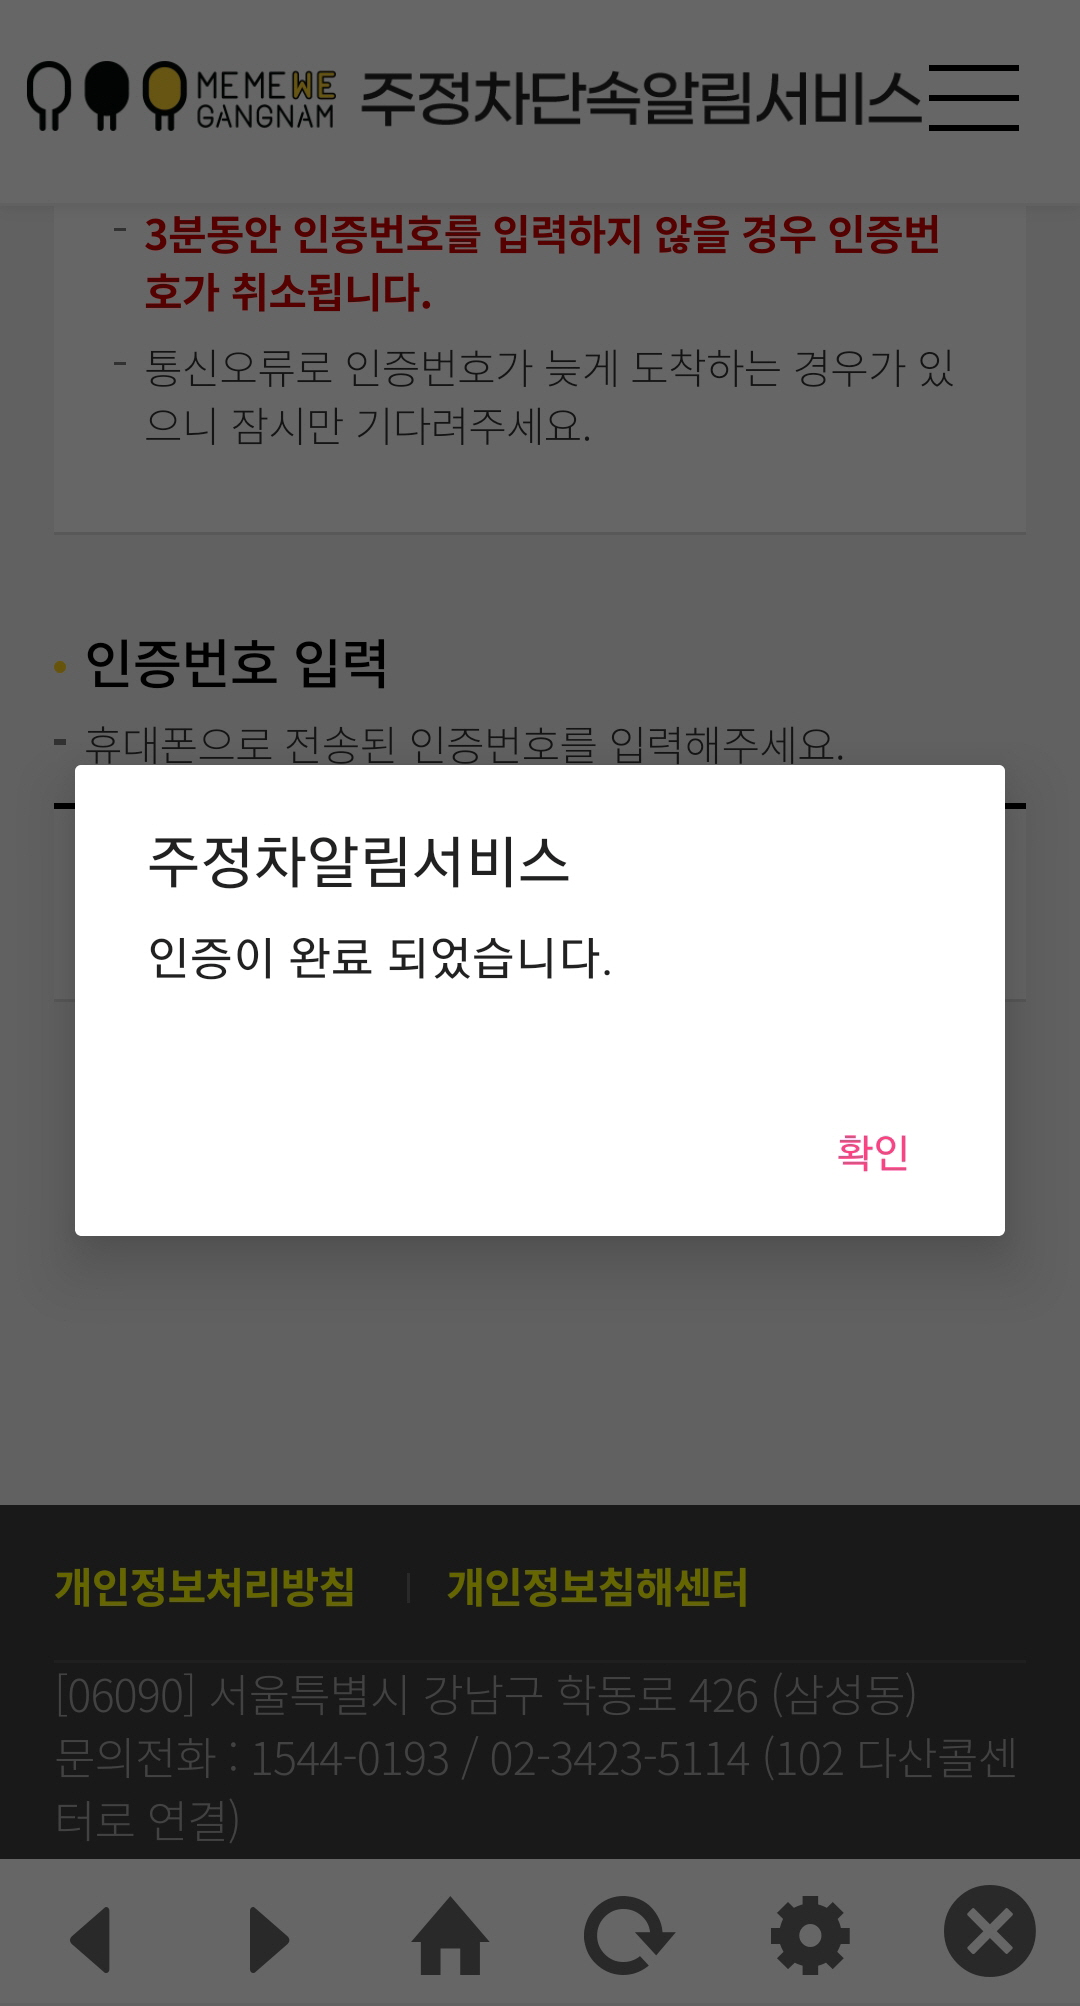 MEMEWE
GANGNAM
주정차단속알림서비스
- 3분동안 인증번호를 입력하지 않을 경우 인증번
호가 취소됩니다.
- 통신오류로 인증번호가 늦게 도착하는 경우가 있
으니 잠시만 기다려주세요.
• 인증번호 입력
- 휴대폰으로 전송된 인증번호를 입력해주세요.
주정차알림서비스
인증이 완료 되었습니다.
확인
개인정보처리방침 | 개인정보침해센터
[06090] 서울특별시 강남구 학동로 426 (삼성동)
문의전화 : 1544-0193 / 02-3423-5114 (102 다산콜센
터로 연결)